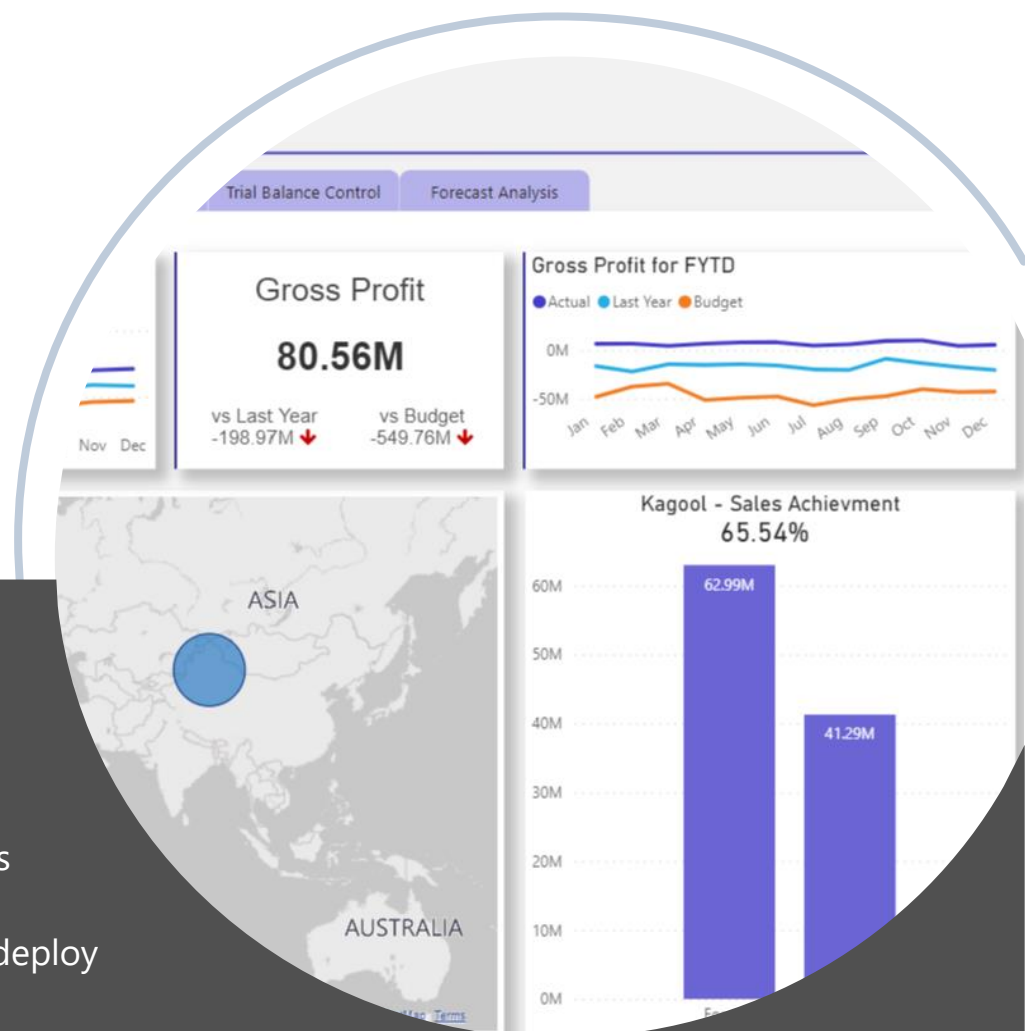 Trial Balance Control Forecast Analysis
Gross Profit
80.56M
vs Last Year vs Budget
-198.97M -549.76M
Gross Profit for FYTD
Actual Last Year Budget
0M
-50M
Jan Feb Mar Apr May Jun Jul Aug Sep Oct Nov Dec
Nov Dec
ASIA
AUSTRALIA
Terms
Kagool - Sales Achievment
65.54%
60M
50M
40M
30M
20M
10M
0M
62.99M
41.29M
deploy